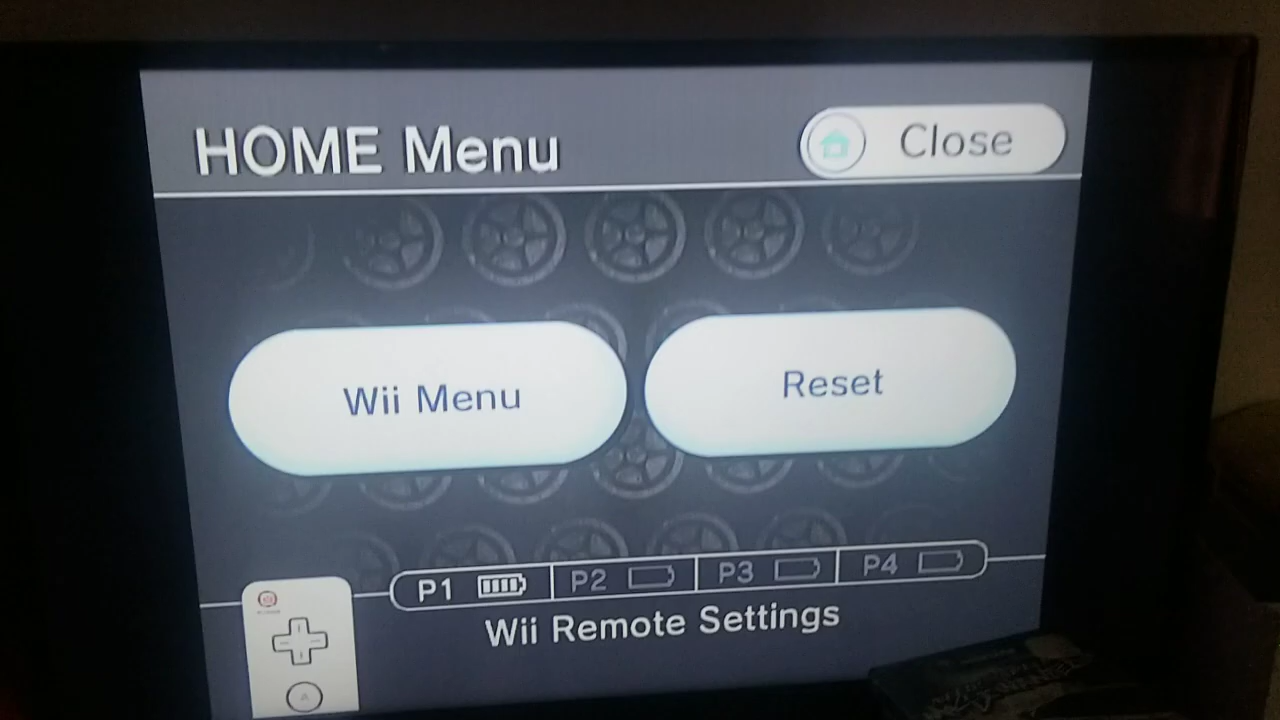 HOME Menu
Close
Wii Menu
Reset
P1
P2
P3
P4
Wii Remote Settings
A